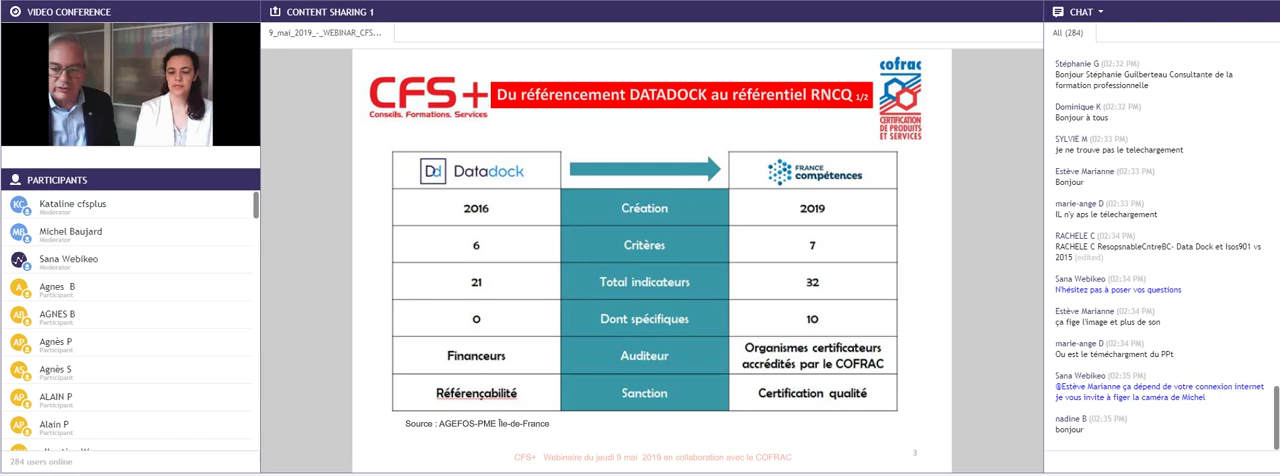 VIDEO CONFERENCE
PARTICIPANTS
KC
Kataline cfsplus
Moderator
MB
Michel Baujard
Moderator
Sana Webikeo
Moderator
A
Agnes B
Participant
AB
AGNES B
Participant
AP
Agnès P
Participant
AS
Agnès S
Participant
AP
ALAIN P
Participant
AP
Alain P
Participant
284 users online
CONTENT SHARING 1
9_mai_2019_-_WEBINAR_CFS...
CFS+
Conseils, Formations, Services
Du référencement DATADOCK au référentiel RNCQ 1/2
cofrac
CERTIFICATION
DE PRODUITS
ET SERVICES
Dd Datadock
FRANCE
compétences
2016 Création 2019
6 Critères 7
21 Total indicateurs 32
0 Dont spécifiques 10
Financeurs Auditeur Organismes certificateurs
accrédités par le COFRAC
Référençabilité Sanction Certification qualité
Source : AGEFOS-PME Île-de-France
CFS+ Webinaire du jeudi 9 mai 2019 en collaboration avec le COFRAC
3
CHAT
All (284)
Stéphanie G (02:32 PM)
Bonjour Stéphanie Guilberteau Consultante de la
formation professionelle
Dominique K (02:32 PM)
Bonjour à tous
SYLVIE M (02:33 PM)
je ne trouve pas le telechargement
Estève Marianne (02:33 PM)
Bonjour
marie-ange D (02:33 PM)
IL n'y aps le télechargement
RACHELE C (02:34 PM)
RACHELE C ResopsnableCntreBC- Data Dock et Isos901 vs
2015 (edited)
Sana Webikeo (02:34 PM)
N'hésitez pas à poser vos questions
Estève Marianne (02:34 PM)
ça fige l'image et plus de son
marie-ange D (02:34 PM)
Ou est le téméchargment du PPt
Sana Webikeo (02:35 PM)
@Estève Marianne ça dépend de votre connexion internet
je vous invite à figer la caméra de Michel
nadine B (02:35 PM)
bonjour